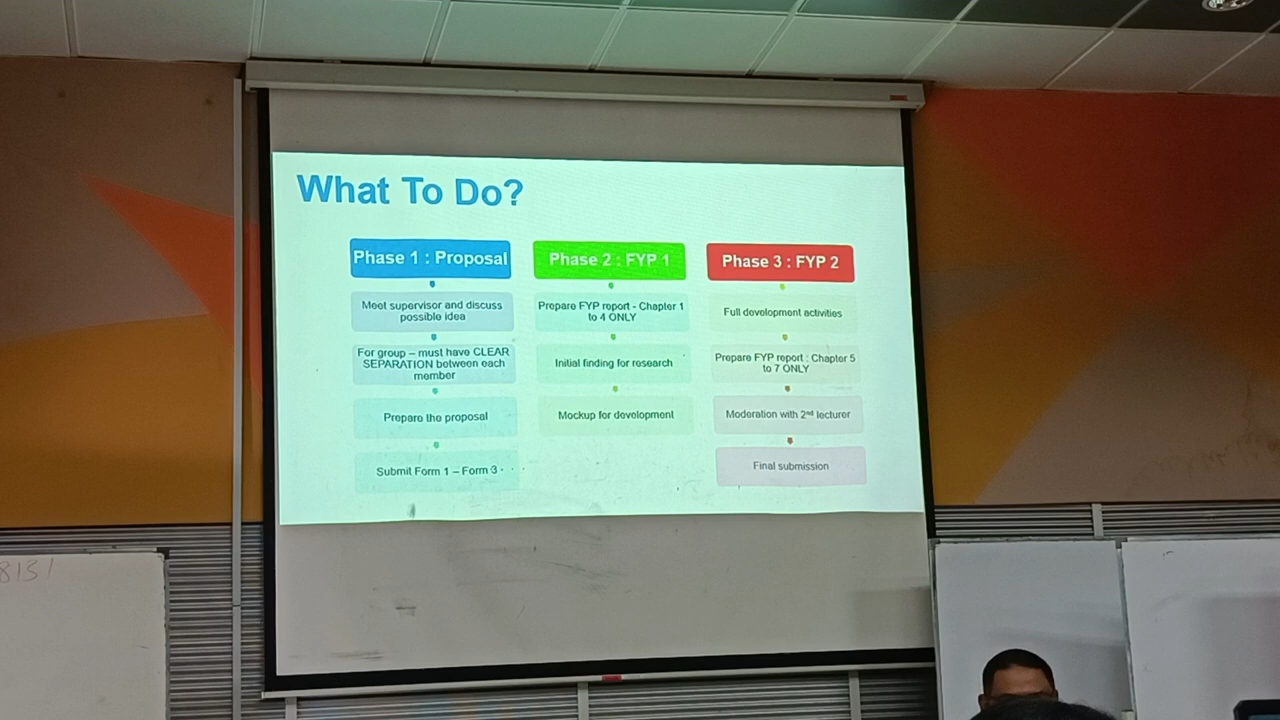 What To Do?
Phase 1 : Proposal
Meet supervisor and discuss
possible idea
For group – must have CLEAR
SEPARATION between each
member
Prepare the proposal
Submit Form 1 – Form 3
Phase 2 : FYP 1
Prepare FYP report - Chapter 1
to 4 ONLY
Initial finding for research
Mockup for development
Phase 3 : FYP 2
Full development activities
Prepare FYP report : Chapter 5
to 7 ONLY
Moderation with 2nd lecturer
Final submission
8131